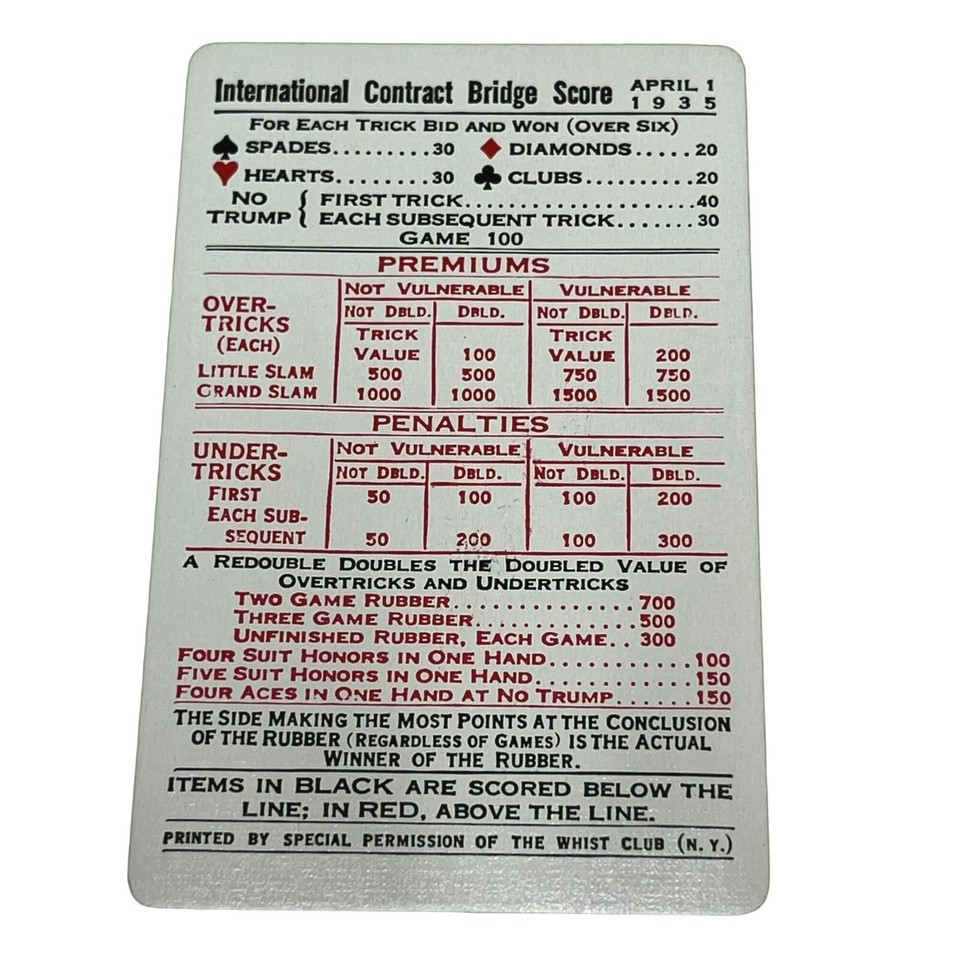 International Contract Bridge Score APRIL 1 1935
FOR EACH TRICK BID AND WON (OVER SIX)
♠ SPADES.........30 ♦ DIAMONDS.....20
♥ HEARTS........30 ♣ CLUBS..........20
NO TRUMP { FIRST TRICK.......................40
EACH SUBSEQUENT TRICK.......30
GAME 100
PREMIUMS
NOT VULNERABLE VULNERABLE
OVER-TRICKS (EACH) NOT DBLD. DBLD. NOT DBLD. DBLD.
TRICK VALUE 100 TRICK VALUE 200
LITTLE SLAM 500 500 750 750
GRAND SLAM 1000 1000 1500 1500
PENALTIES
NOT VULNERABLE VULNERABLE
UNDER-TRICKS NOT DBLD. DBLD. NOT DBLD. DBLD.
FIRST 50 100 100 200
EACH SUB-
SEQUENT 50 200 100 300
A REDOUBLE DOUBLES THE DOUBLED VALUE OF
OVERTRICKS AND UNDERTRICKS
TWO GAME RUBBER................700
THREE GAME RUBBER.............500
UNFINISHED RUBBER, EACH GAME..300
FOUR SUIT HONORS IN ONE HAND............100
FIVE SUIT HONORS IN ONE HAND.............150
FOUR ACES IN ONE HAND AT NO TRUMP......150
THE SIDE MAKING THE MOST POINTS AT THE CONCLUSION
OF THE RUBBER (REGARDLESS OF GAMES) IS THE ACTUAL
WINNER OF THE RUBBER.
ITEMS IN BLACK ARE SCORED BELOW THE
LINE; IN RED, ABOVE THE LINE.
PRINTED BY SPECIAL PERMISSION OF THE WHIST CLUB (N. Y.)